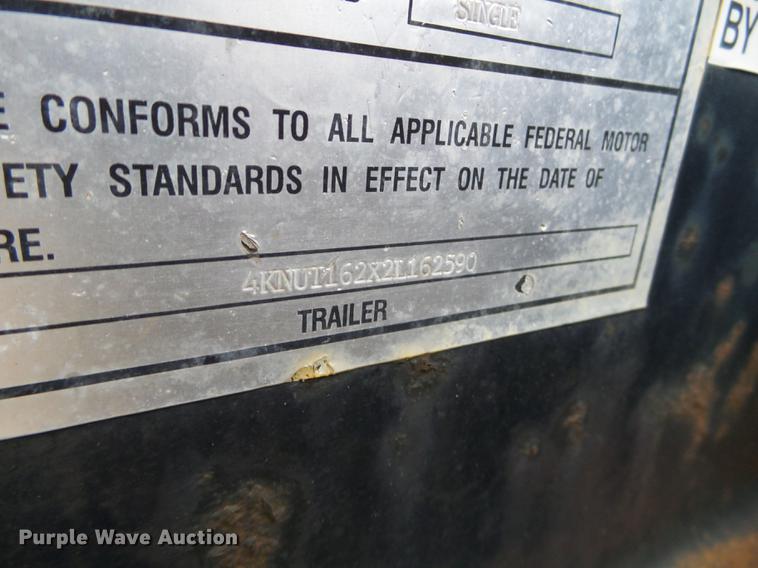 SINGLE
BY
E CONFORMS TO ALL APPLICABLE FEDERAL MOTOR
ETY STANDARDS IN EFFECT ON THE DATE OF
RE.
4KNUT162X2L162590
TRAILER
Purple Wave Auction